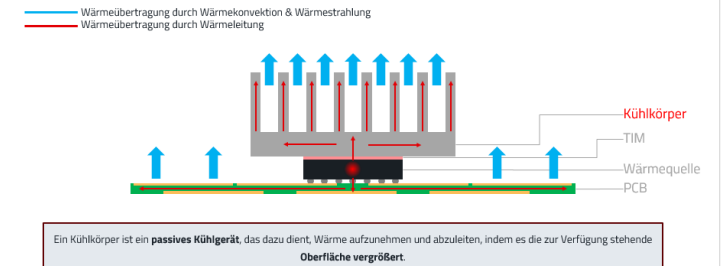 Wärmeübertragung durch Wärmekonvektion & Wärmestrahlung
Wärmeübertragung durch Wärmeleitung
Kühlkörper
TIM
Wärmequelle
PCB
Ein Kühlkörper ist ein passives Kühlgerät, das dazu dient, Wärme aufzunehmen und abzuleiten, indem es die zur Verfügung stehende
Oberfläche vergrößert.